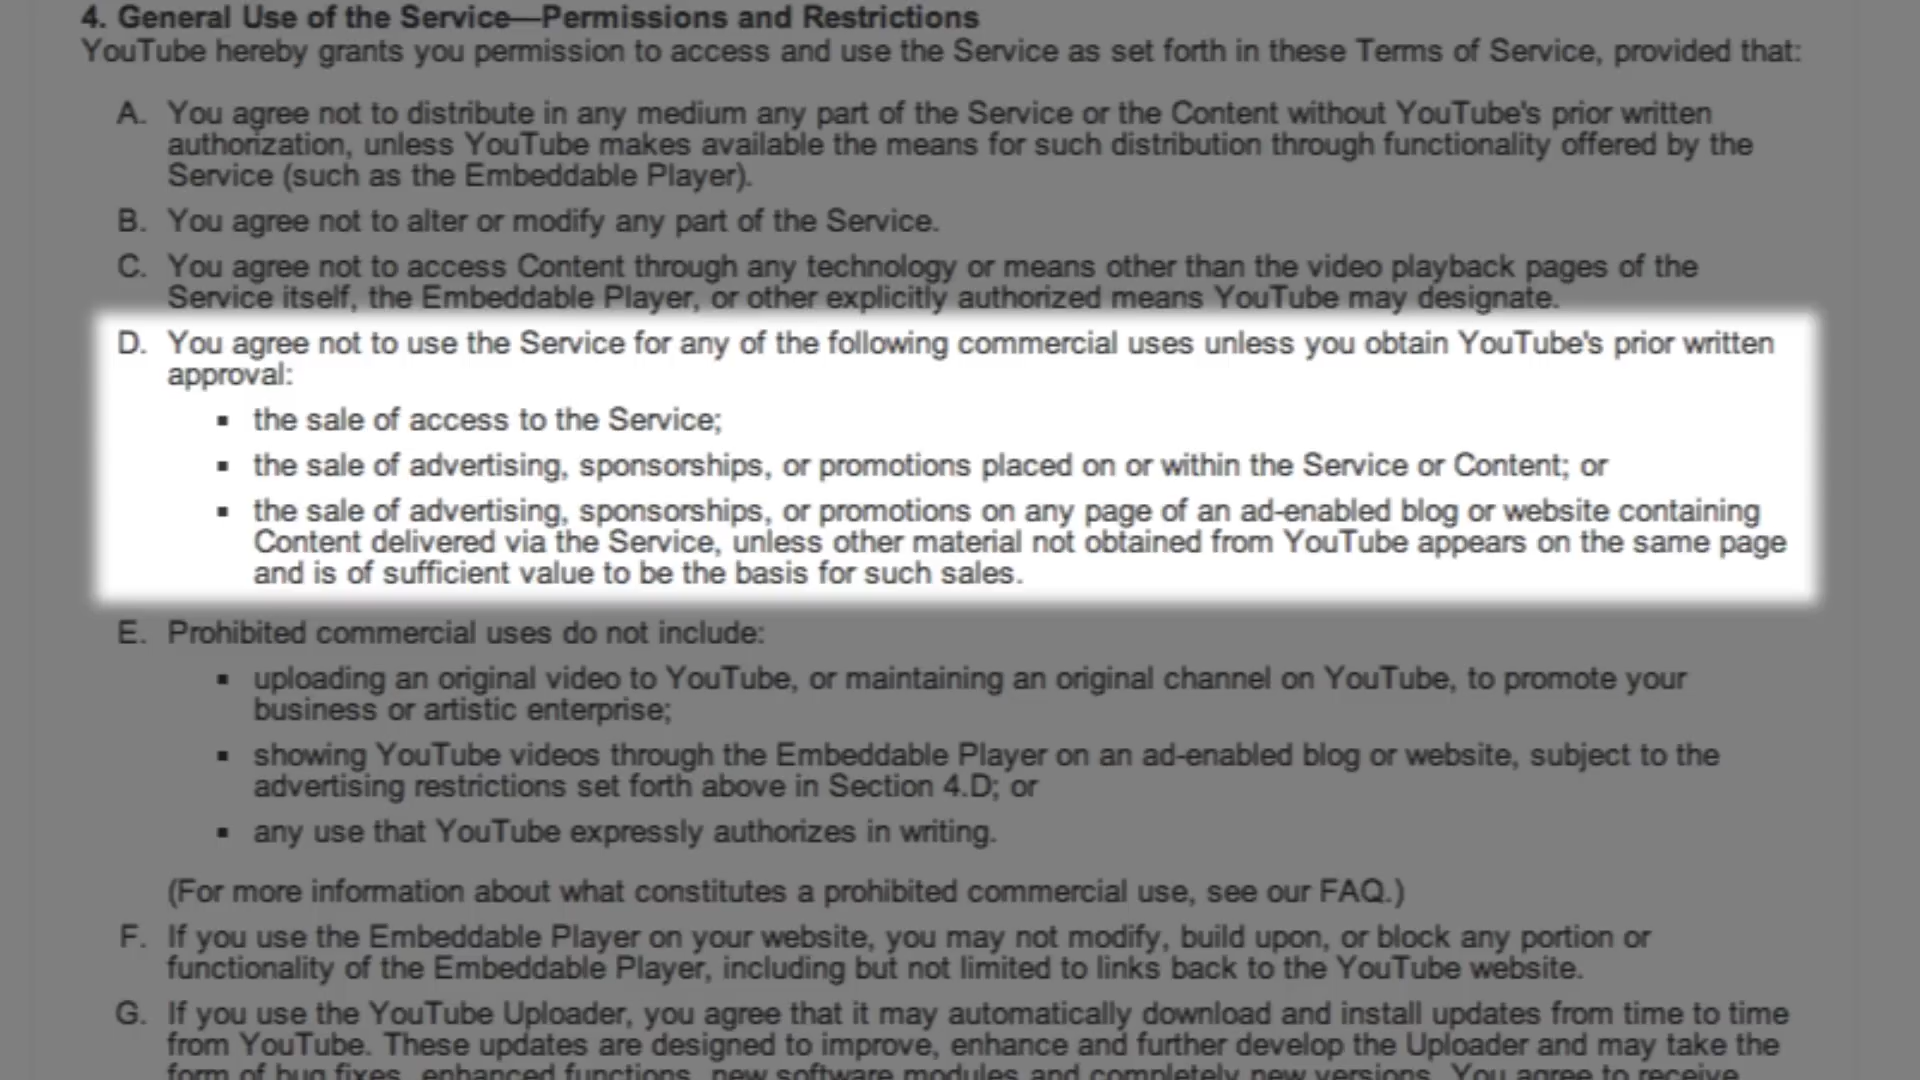 4. General Use of the Service—Permissions and Restrictions
YouTube hereby grants you permission to access and use the Service as set forth in these Terms of Service, provided that:
A. You agree not to distribute in any medium any part of the Service or the Content without YouTube's prior written
authorization, unless YouTube makes available the means for such distribution through functionality offered by the
Service (such as the Embeddable Player).
B. You agree not to alter or modify any part of the Service.
C. You agree not to access Content through any technology or means other than the video playback pages of the
Service itself, the Embeddable Player, or other explicitly authorized means YouTube may designate.
D. You agree not to use the Service for any of the following commercial uses unless you obtain YouTube's prior written
approval:
▪ the sale of access to the Service;
▪ the sale of advertising, sponsorships, or promotions placed on or within the Service or Content; or
▪ the sale of advertising, sponsorships, or promotions on any page of an ad-enabled blog or website containing
Content delivered via the Service, unless other material not obtained from YouTube appears on the same page
and is of sufficient value to be the basis for such sales.
E. Prohibited commercial uses do not include:
▪ uploading an original video to YouTube, or maintaining an original channel on YouTube, to promote your
business or artistic enterprise;
▪ showing YouTube videos through the Embeddable Player on an ad-enabled blog or website, subject to the
advertising restrictions set forth above in Section 4.D; or
▪ any use that YouTube expressly authorizes in writing.
(For more information about what constitutes a prohibited commercial use, see our FAQ.)
F. If you use the Embeddable Player on your website, you may not modify, build upon, or block any portion or
functionality of the Embeddable Player, including but not limited to links back to the YouTube website.
G. If you use the YouTube Uploader, you agree that it may automatically download and install updates from time to time
from YouTube. These updates are designed to improve, enhance and further develop the Uploader and may take the
form of bug fixes, enhanced functions, new software modules and completely new versions. You agree to receive